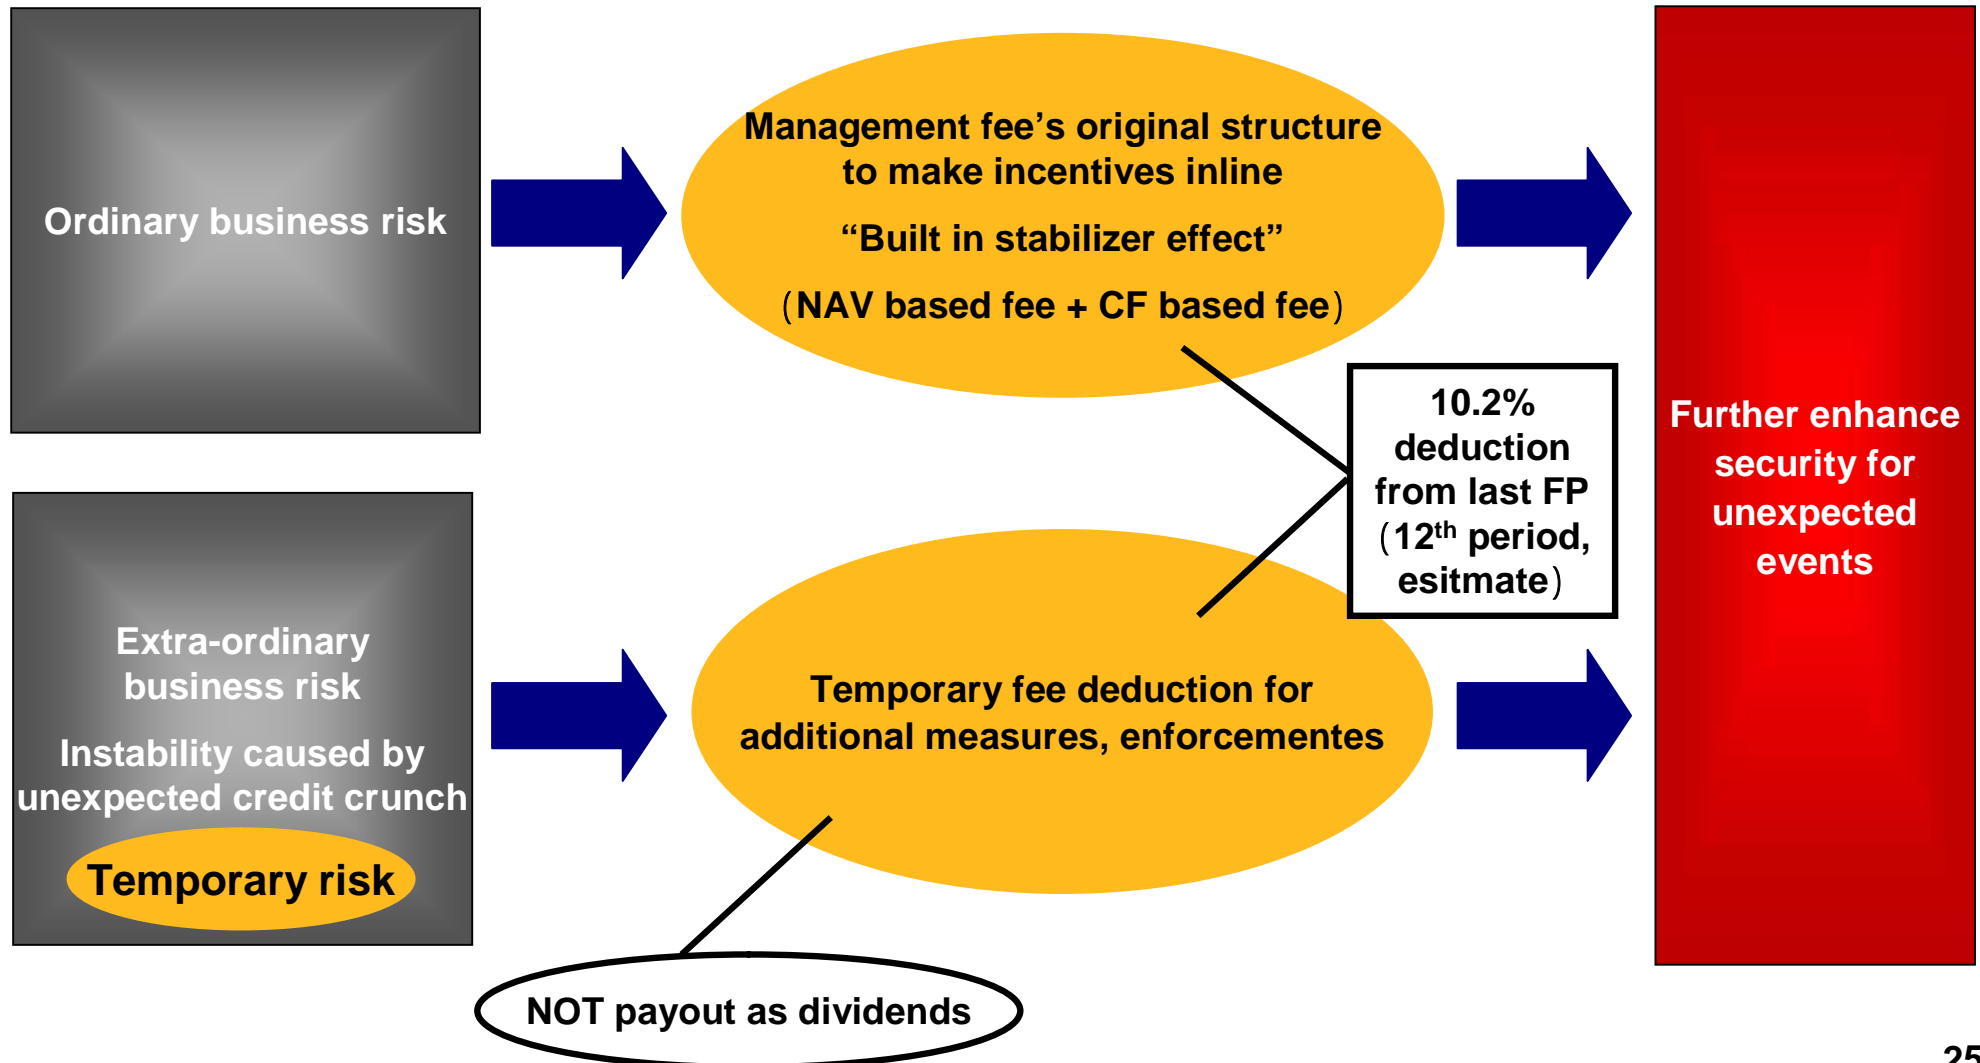 Ordinary business risk
Management fee’s original structure
to make incentives inline
“Built in stabilizer effect”
(NAV based fee + CF based fee)
10.2%
deduction
from last FP
(12th period,
esitmate)
Further enhance
security for
unexpected
events
Extra-ordinary
business risk
Instability caused by
unexpected credit crunch
Temporary risk
Temporary fee deduction for
additional measures, enforcementes
NOT payout as dividends
25